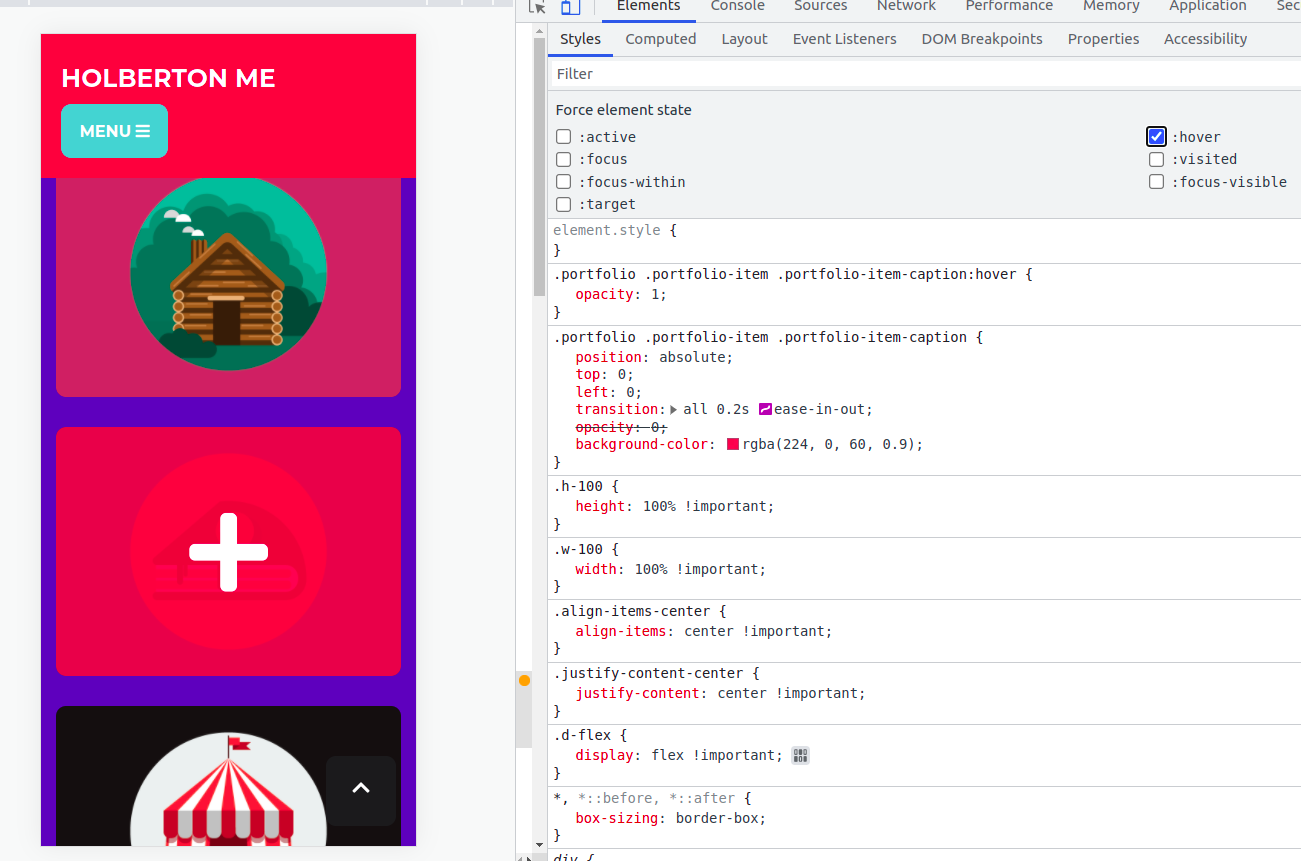 Elements Console Sources Network Performance Memory Application Sec
Styles Computed Layout Event Listeners DOM Breakpoints Properties Accessibility
Filter
Force element state
:active :hover
:focus :visited
:focus-within :focus-visible
:target
element.style {
}
.portfolio .portfolio-item .portfolio-item-caption:hover {
opacity: 1;
}
.portfolio .portfolio-item .portfolio-item-caption {
position: absolute;
top: 0;
left: 0;
transition: all 0.2s ease-in-out;
opacity: 0;
background-color: rgba(224, 0, 60, 0.9);
}
.h-100 {
height: 100% !important;
}
.w-100 {
width: 100% !important;
}
.align-items-center {
align-items: center !important;
}
.justify-content-center {
justify-content: center !important;
}
.d-flex {
display: flex !important;
}
*, *::before, *::after {
box-sizing: border-box;
}
div {
HOLBERTON ME
MENU